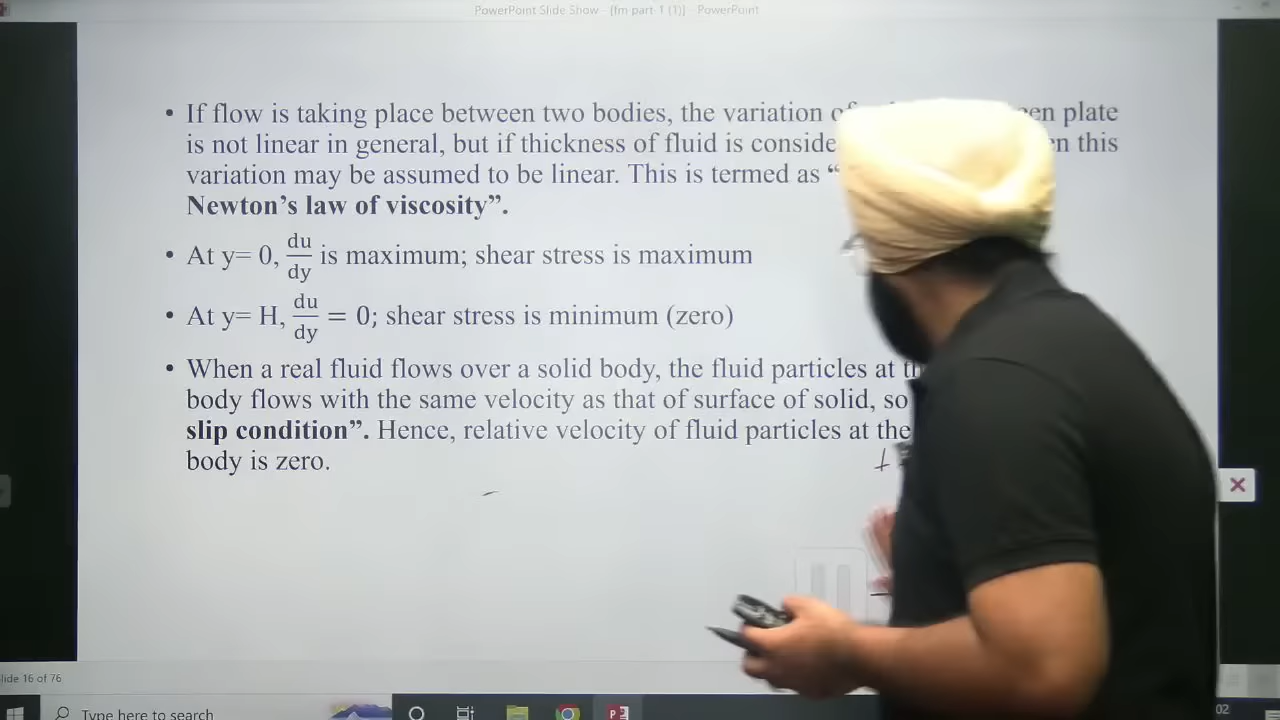 PowerPoint Slide Show - [fm part-1 (1)] - PowerPoint
• If flow is taking place between two bodies, the variation of plate
is not linear in general, but if thickness of fluid is this
variation may be assumed to be linear. This is termed as “
Newton’s law of viscosity”.
• At y= 0, du/dy is maximum; shear stress is maximum
• At y= H, du/dy = 0; shear stress is minimum (zero)
• When a real fluid flows over a solid body, the fluid particles at
body flows with the same velocity as that of surface of solid, so
slip condition”. Hence, relative velocity of fluid particles at the
body is zero.
lide 16 of 76
Type here to search
02